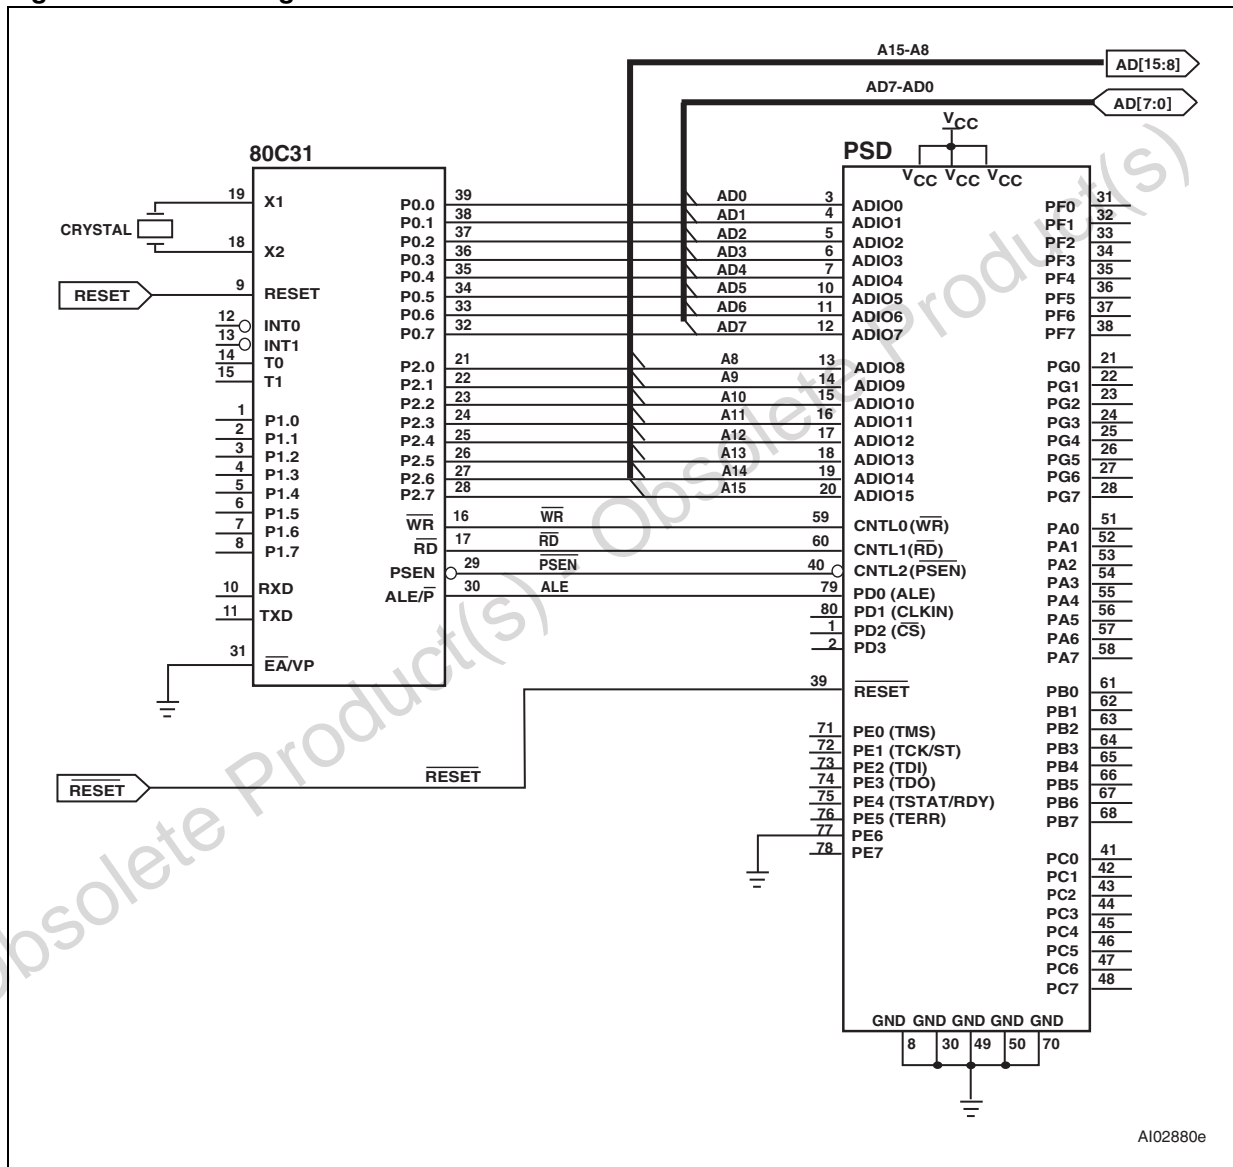 A15-A8
AD[15:8]
AD7-AD0
AD[7:0]
VCC
80C31
PSD
VCC VCC VCC
CRYSTAL
RESET
RESET
19 X1
18 X2
9 RESET
12 INT0
13 INT1
14 T0
15 T1
1 P1.0
2 P1.1
3 P1.2
4 P1.3
5 P1.4
6 P1.5
7 P1.6
8 P1.7
10 RXD
11 TXD
31 EA/VP
P0.0 39 AD0 3 ADIO0
P0.1 38 AD1 4 ADIO1
P0.2 37 AD2 5 ADIO2
P0.3 36 AD3 6 ADIO3
P0.4 35 AD4 7 ADIO4
P0.5 34 AD5 10 ADIO5
P0.6 33 AD6 11 ADIO6
P0.7 32 AD7 12 ADIO7
P2.0 21 A8 13 ADIO8
P2.1 22 A9 14 ADIO9
P2.2 23 A10 15 ADIO10
P2.3 24 A11 16 ADIO11
P2.4 25 A12 17 ADIO12
P2.5 26 A13 18 ADIO13
P2.6 27 A14 19 ADIO14
P2.7 28 A15 20 ADIO15
WR 16 WR 59 CNTL0(WR)
RD 17 RD 60 CNTL1(RD)
PSEN 29 PSEN 40 CNTL2(PSEN)
ALE/P 30 ALE 79 PD0 (ALE)
80 PD1 (CLKIN)
1 PD2 (CS)
2 PD3
39 RESET
RESET
71 PE0 (TMS)
72 PE1 (TCK/ST)
73 PE2 (TDI)
74 PE3 (TDO)
75 PE4 (TSTAT/RDY)
76 PE5 (TERR)
77 PE6
78 PE7
PF0 31
PF1 32
PF2 33
PF3 34
PF4 35
PF5 36
PF6 37
PF7 38
PG0 21
PG1 22
PG2 23
PG3 24
PG4 25
PG5 26
PG6 27
PG7 28
PA0 51
PA1 52
PA2 53
PA3 54
PA4 55
PA5 56
PA6 57
PA7 58
PB0 61
PB1 62
PB2 63
PB3 64
PB4 65
PB5 66
PB6 67
PB7 68
PC0 41
PC1 42
PC2 43
PC3 44
PC4 45
PC5 46
PC6 47
PC7 48
GND GND GND GND GND
8 30 49 50 70
AI02880e
Obsolete Product(s) - Obsolete Product(s)